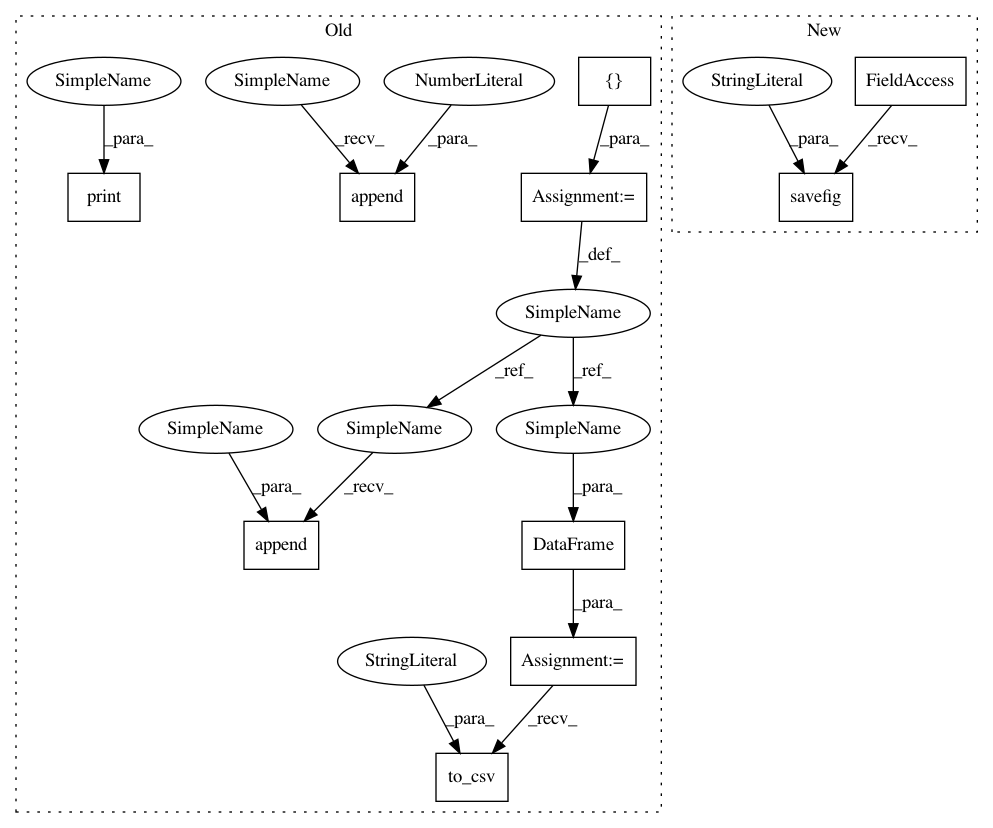 Old New
SimpleName SimpleName NumberLiteral {} StringLiteral FieldAccess
_para_ _recv_ _para_ _para_ _para_ _recv_
print append Assignment:= savefig
_def_
SimpleName
_ref_ _ref_
SimpleName SimpleName SimpleName
_para_ _recv_ _para_
append DataFrame
_para_
StringLiteral Assignment:=
_para_ _recv_
to_csv